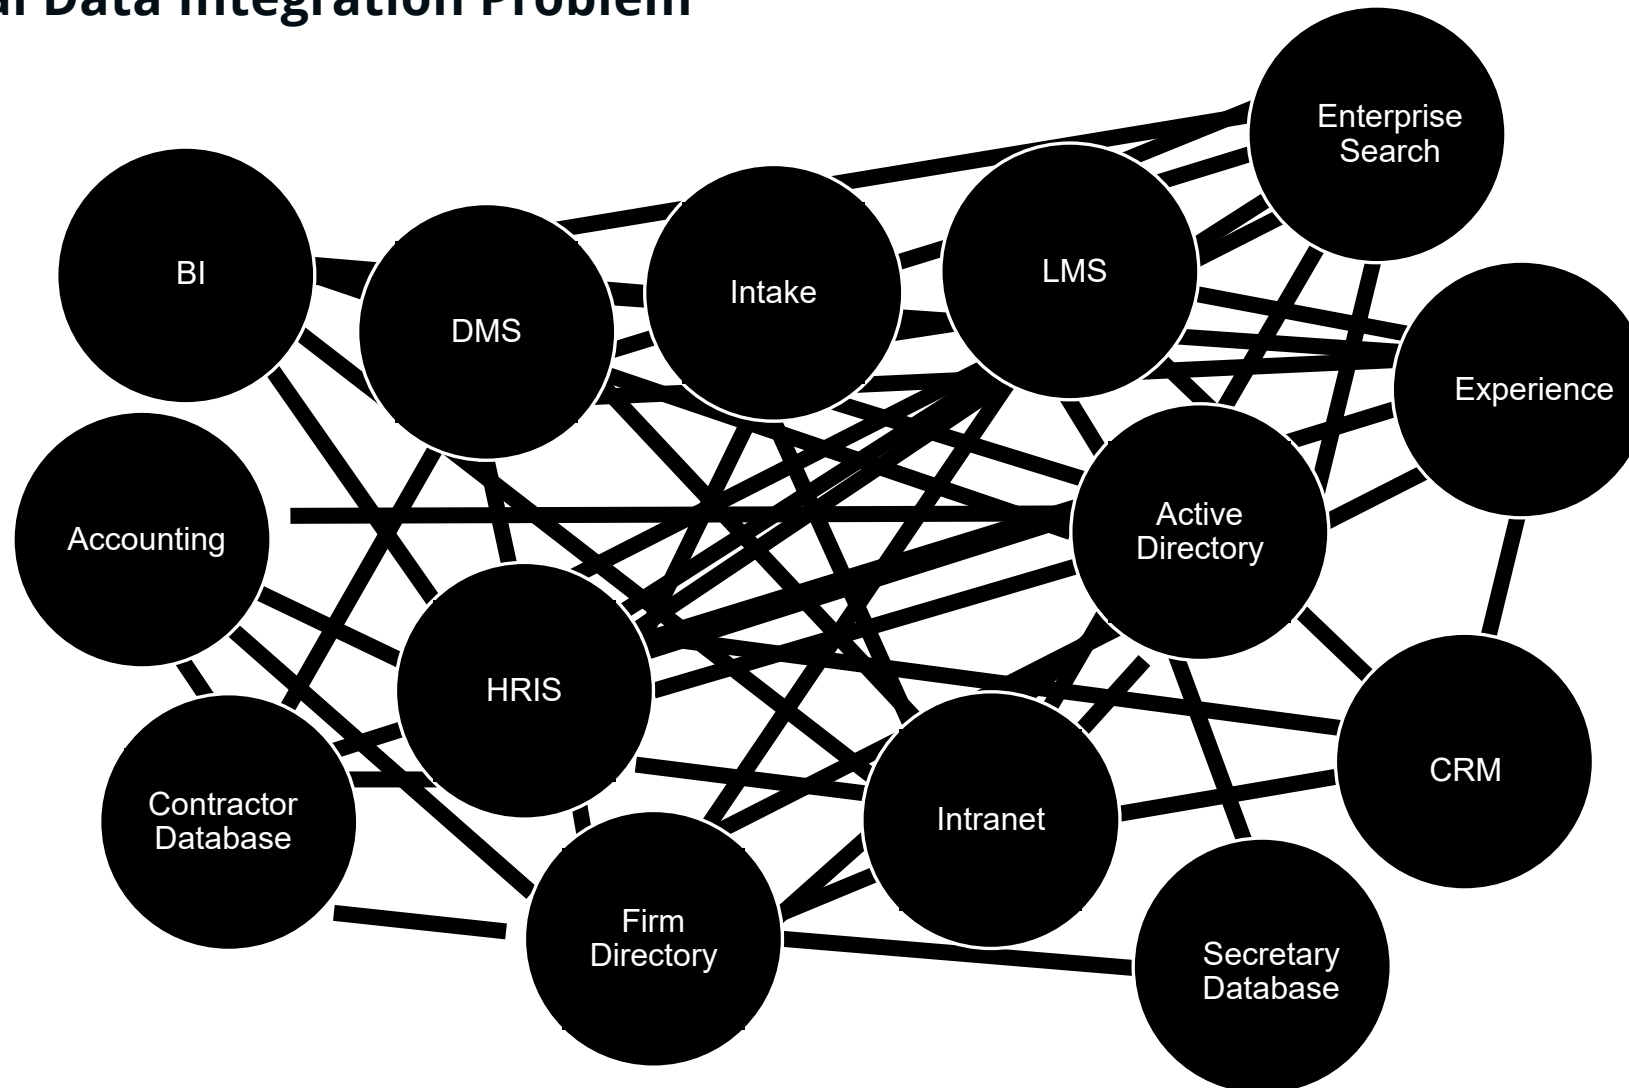 al Data Integration Problem
Enterprise
Search
BI
DMS
Intake
LMS
Experience
Accounting
Active
Directory
HRIS
CRM
Contractor
Database
Intranet
Firm
Directory
Secretary
Database